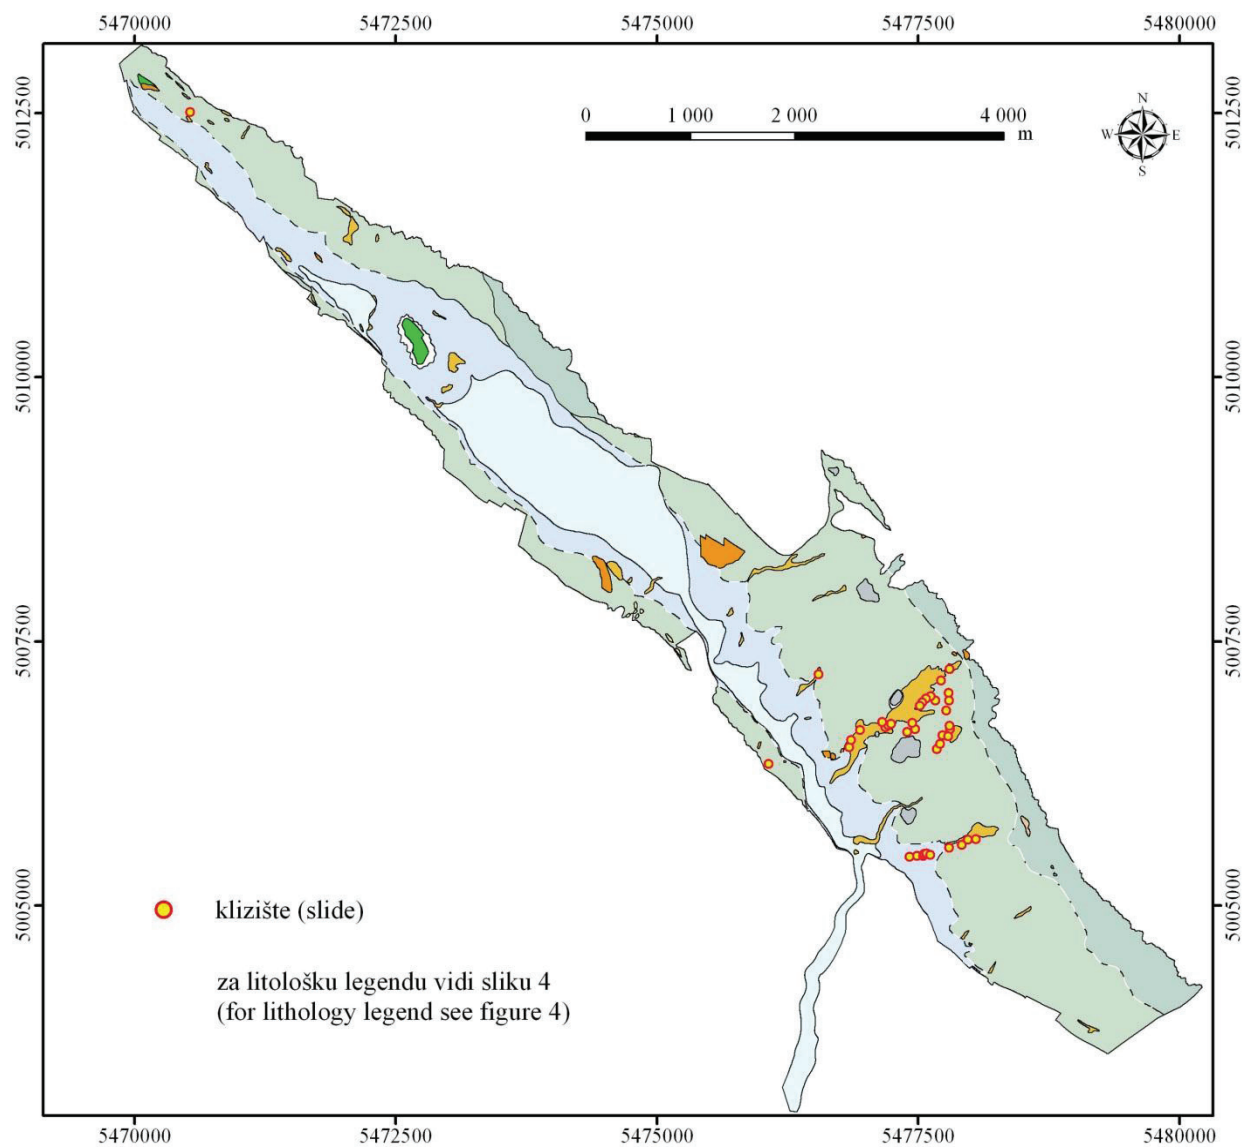 5470000 5472500 5475000 5477500 5480000
0 1 000 2 000 4 000
m
N
W E
S
5012500 5012500
5010000 5010000
5007500 5007500
5005000 5005000
klizište (slide)
za litološku legendu vidi sliku 4
(for lithology legend see figure 4)
5470000 5472500 5475000 5477500 5480000